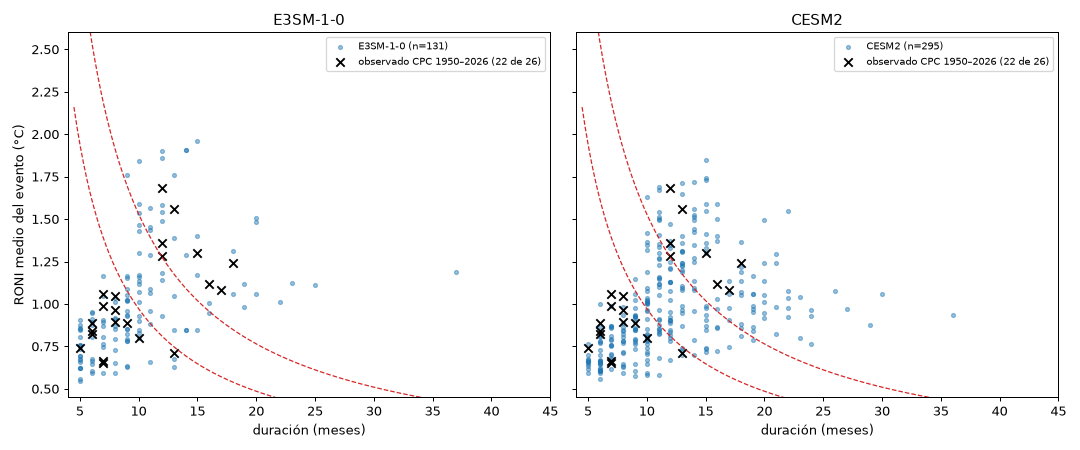 E3SM-1-0
CESM2
RONI medio del evento (°C)
2.50
2.25
2.00
1.75
1.50
1.25
1.00
0.75
0.50
E3SM-1-0 (n=131)
observado CPC 1950–2026 (22 de 26)
CESM2 (n=295)
observado CPC 1950–2026 (22 de 26)
5 10 15 20 25 30 35 40 45
5 10 15 20 25 30 35 40 45
duración (meses)
duración (meses)